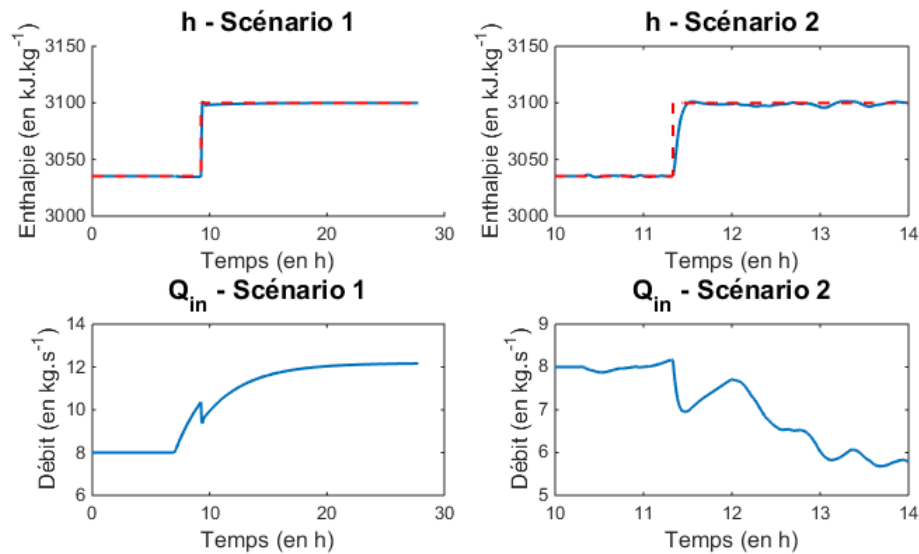 h - Scénario 1
Enthalpie (en kJ.kg⁻¹)
3150
3100
3050
3000
0 10 20 30
Temps (en h)
h - Scénario 2
Enthalpie (en kJ.kg⁻¹)
3150
3100
3050
3000
10 11 12 13 14
Temps (en h)
Q_in - Scénario 1
Débit (en kg.s⁻¹)
14
12
10
8
6
0 10 20 30
Temps (en h)
Q_in - Scénario 2
Débit (en kg.s⁻¹)
9
8
7
6
5
10 11 12 13 14
Temps (en h)